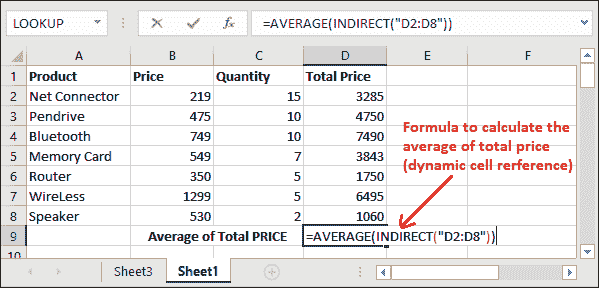 LOOKUP =AVERAGE(INDIRECT("D2:D8"))
A B C D E F
1 Product Price Quantity Total Price
2 Net Connector 219 15 3285
3 Pendrive 475 10 4750
4 Bluetooth 749 10 7490
5 Memory Card 549 7 3843
6 Router 350 5 1750
7 WireLess 1299 5 6495
8 Speaker 530 2 1060
9 Average of Total PRICE =AVERAGE(INDIRECT("D2:D8"))
10
Formula to calculate the
average of total price
(dynamic cell rerference)
Sheet3 Sheet1